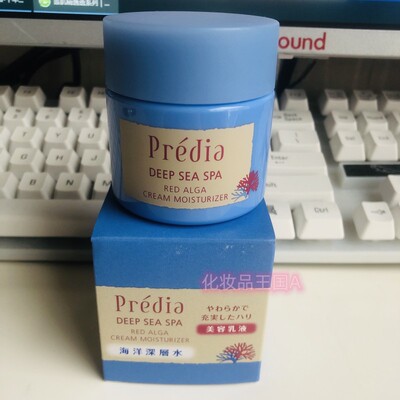 ound
Prédia
DEEP SEA SPA
RED ALGA
CREAM MOISTURIZER
化妆品王国A
Prédia
DEEP SEA SPA
RED ALGA
CREAM MOISTURIZER
海洋深層水
やわらかで
充実したハリ
美容乳液
Ctrl